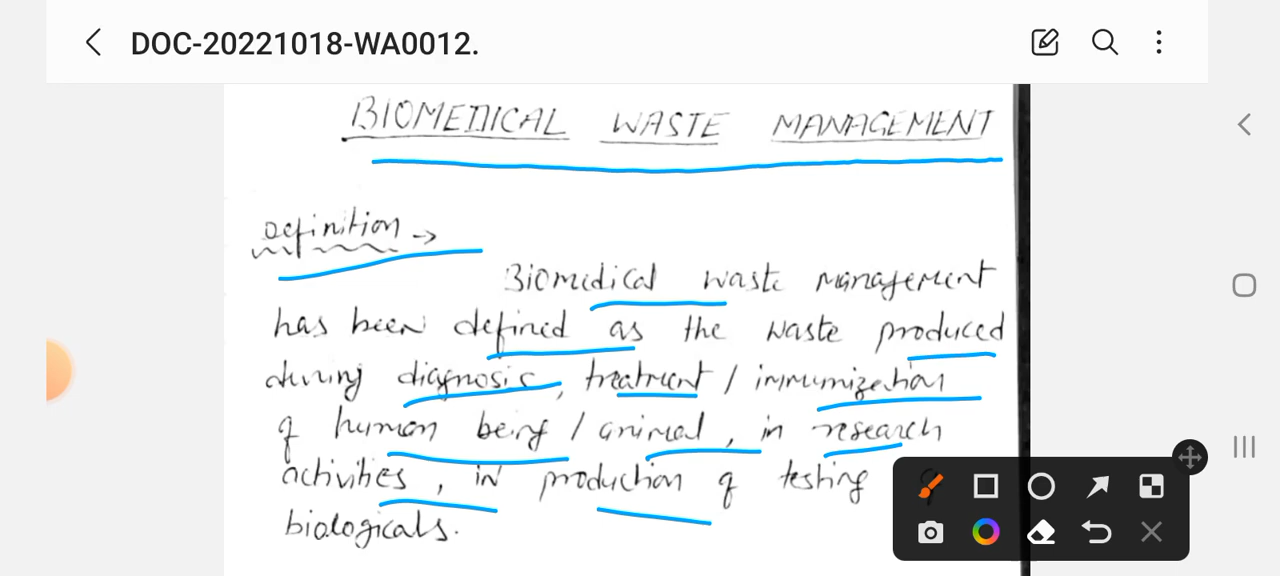 DOC-20221018-WA0012.
BIOMEDICAL WASTE MANAGEMENT
Definition →
Biomedical waste management
has been defined as the waste produced
during diagnosis, treatment / immunization
of human being / animal, in research
activities, in production of testing
biologicals.